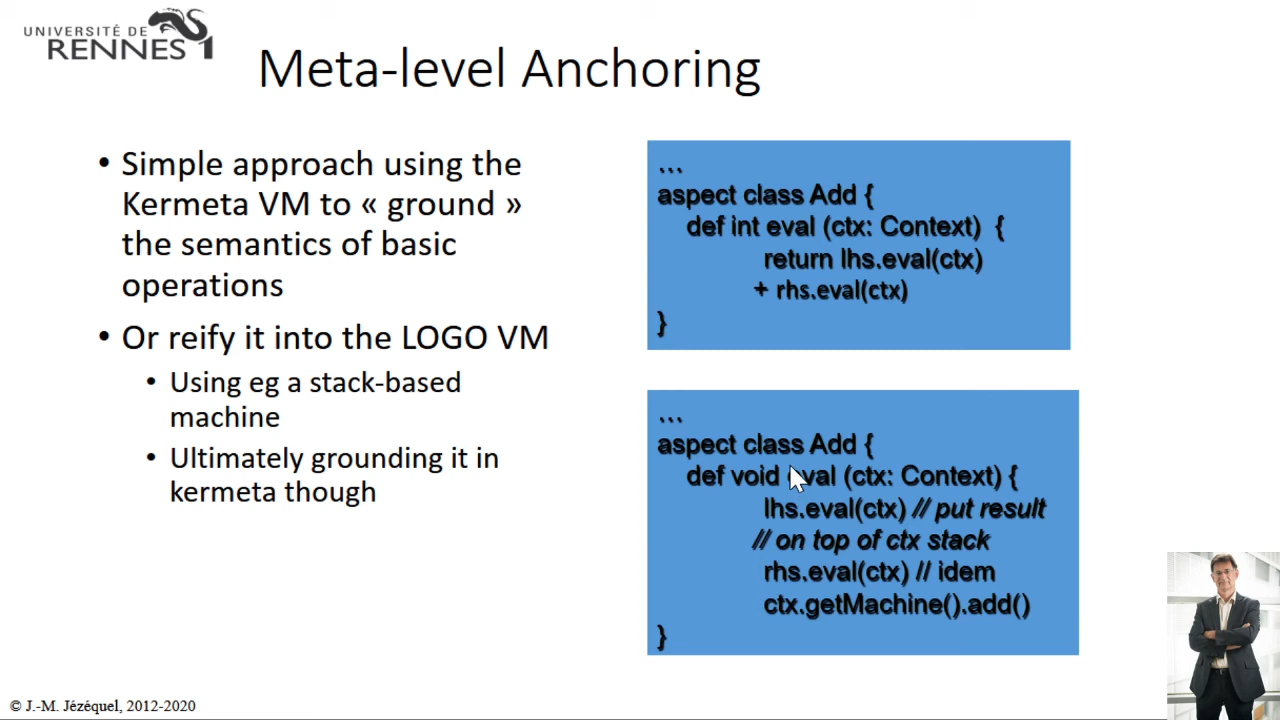 UNIVERSITÉ DE
RENNES 1
Meta-level Anchoring
• Simple approach using the
Kermeta VM to « ground »
the semantics of basic
operations
• Or reify it into the LOGO VM
• Using eg a stack-based
machine
• Ultimately grounding it in
kermeta though
…
aspect class Add {
def int eval (ctx: Context) {
return lhs.eval(ctx)
+ rhs.eval(ctx)
}
…
aspect class Add {
def void eval (ctx: Context) {
lhs.eval(ctx) // put result
// on top of ctx stack
rhs.eval(ctx) // idem
ctx.getMachine().add()
}
© J.-M. Jézéquel, 2012-2020